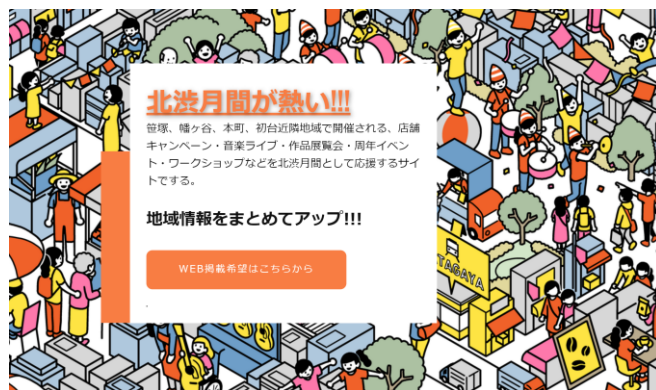 北渋月間が熱い!!!
笹塚、幡ヶ谷、本町、初台近隣地域で開催される、店舗
キャンペーン・音楽ライブ・作品展覧会・周年イベン
ト・ワークショップなどを北渋月間として応援するサイ
トでする。
地域情報をまとめてアップ!!!
WEB掲載希望はこちらから
.
TAGAYA